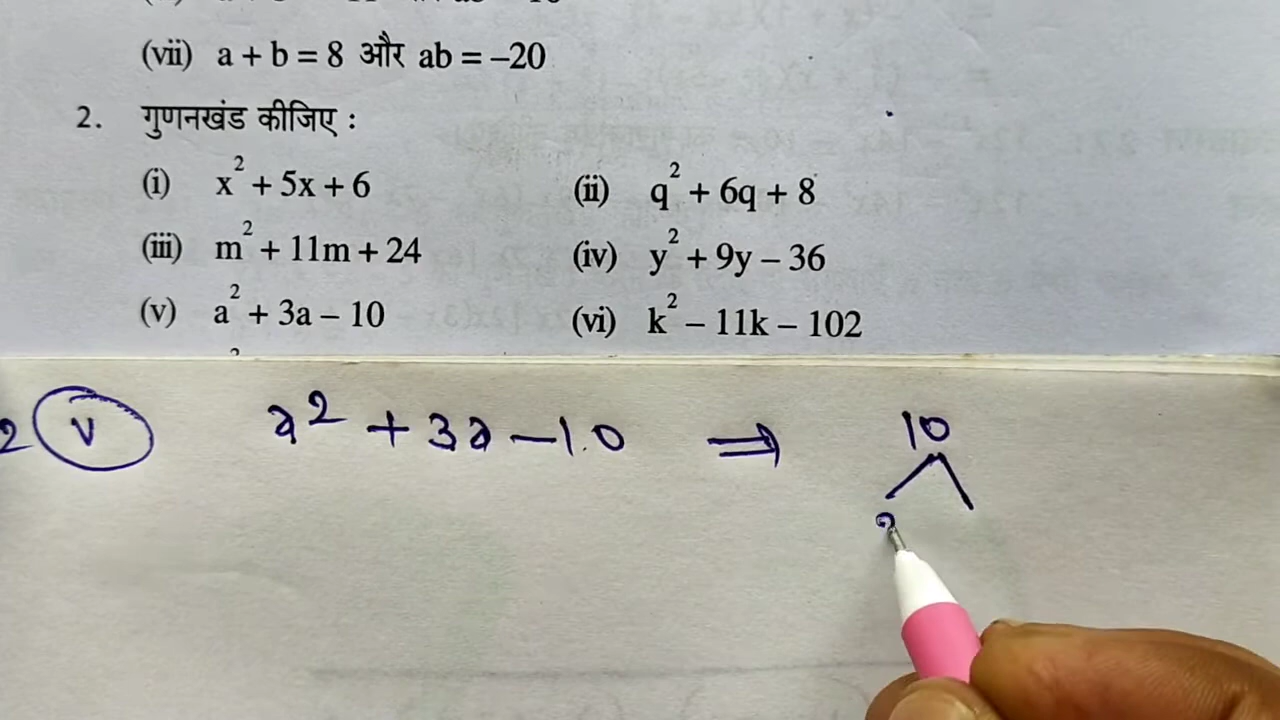 (vii) a + b = 8 और ab = –20
2. गुणनखंड कीजिए :
(i) x² + 5x + 6 (ii) q² + 6q + 8
(iii) m² + 11m + 24 (iv) y² + 9y – 36
(v) a² + 3a – 10 (vi) k² – 11k – 102
2 (v) a² + 3a – 10 ⇒ 10
2